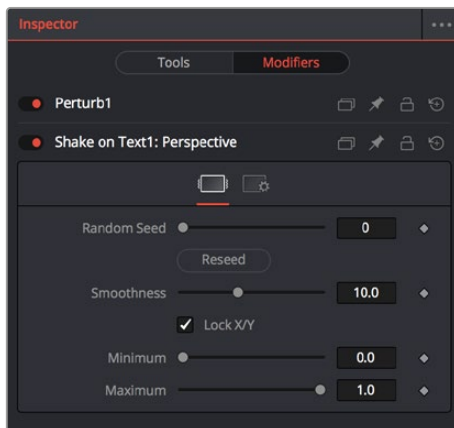 Inspector
Tools Modifiers
Perturb1
Shake on Text1: Perspective
Random Seed 0
Reseed
Smoothness 10.0
Lock X/Y
Minimum 0.0
Maximum 1.0